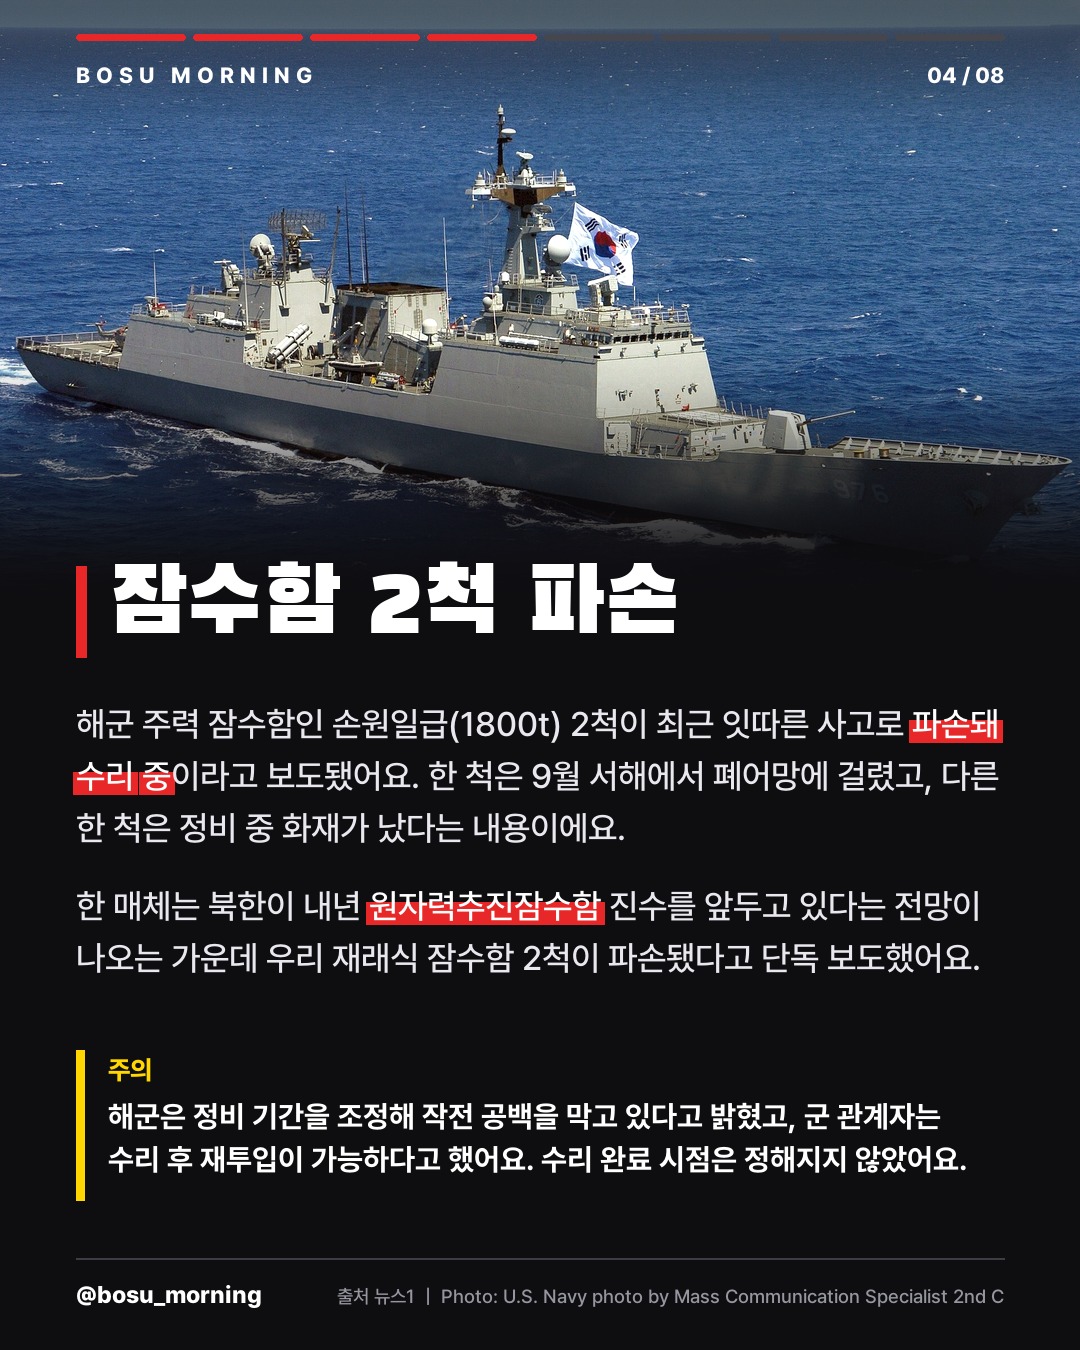 BOSU MORNING
04 / 08
976
잠수함 2척 파손
해군 주력 잠수함인 손원일급(1800t) 2척이 최근 잇따른 사고로 파손돼
수리 중이라고 보도됐어요. 한 척은 9월 서해에서 폐어망에 걸렸고, 다른
한 척은 정비 중 화재가 났다는 내용이에요.
한 매체는 북한이 내년 원자력추진잠수함 진수를 앞두고 있다는 전망이
나오는 가운데 우리 재래식 잠수함 2척이 파손됐다고 단독 보도했어요.
주의
해군은 정비 기간을 조정해 작전 공백을 막고 있다고 밝혔고, 군 관계자는
수리 후 재투입이 가능하다고 했어요. 수리 완료 시점은 정해지지 않았어요.
@bosu_morning
출처 뉴스1 | Photo: U.S. Navy photo by Mass Communication Specialist 2nd C